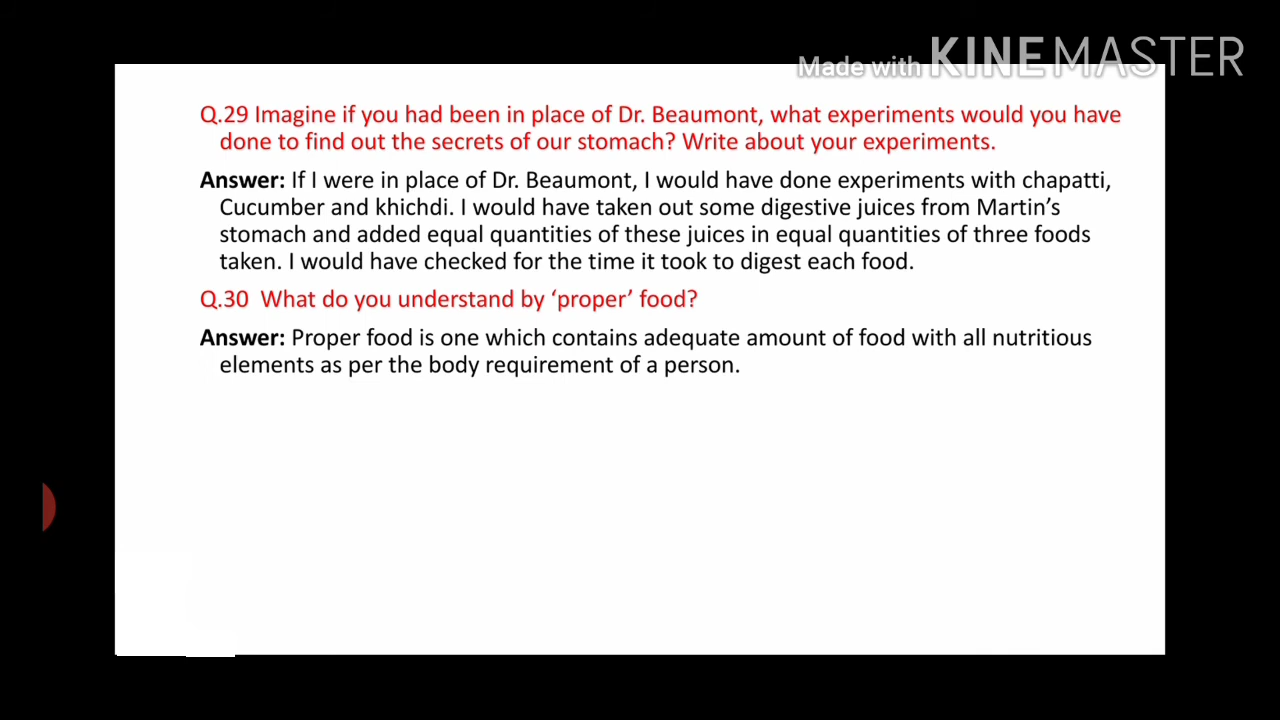 Made with KINEMASTER
Q.29 Imagine if you had been in place of Dr. Beaumont, what experiments would you have
done to find out the secrets of our stomach? Write about your experiments.
Answer: If I were in place of Dr. Beaumont, I would have done experiments with chapatti,
Cucumber and khichdi. I would have taken out some digestive juices from Martin’s
stomach and added equal quantities of these juices in equal quantities of three foods
taken. I would have checked for the time it took to digest each food.
Q.30 What do you understand by ‘proper’ food?
Answer: Proper food is one which contains adequate amount of food with all nutritious
elements as per the body requirement of a person.